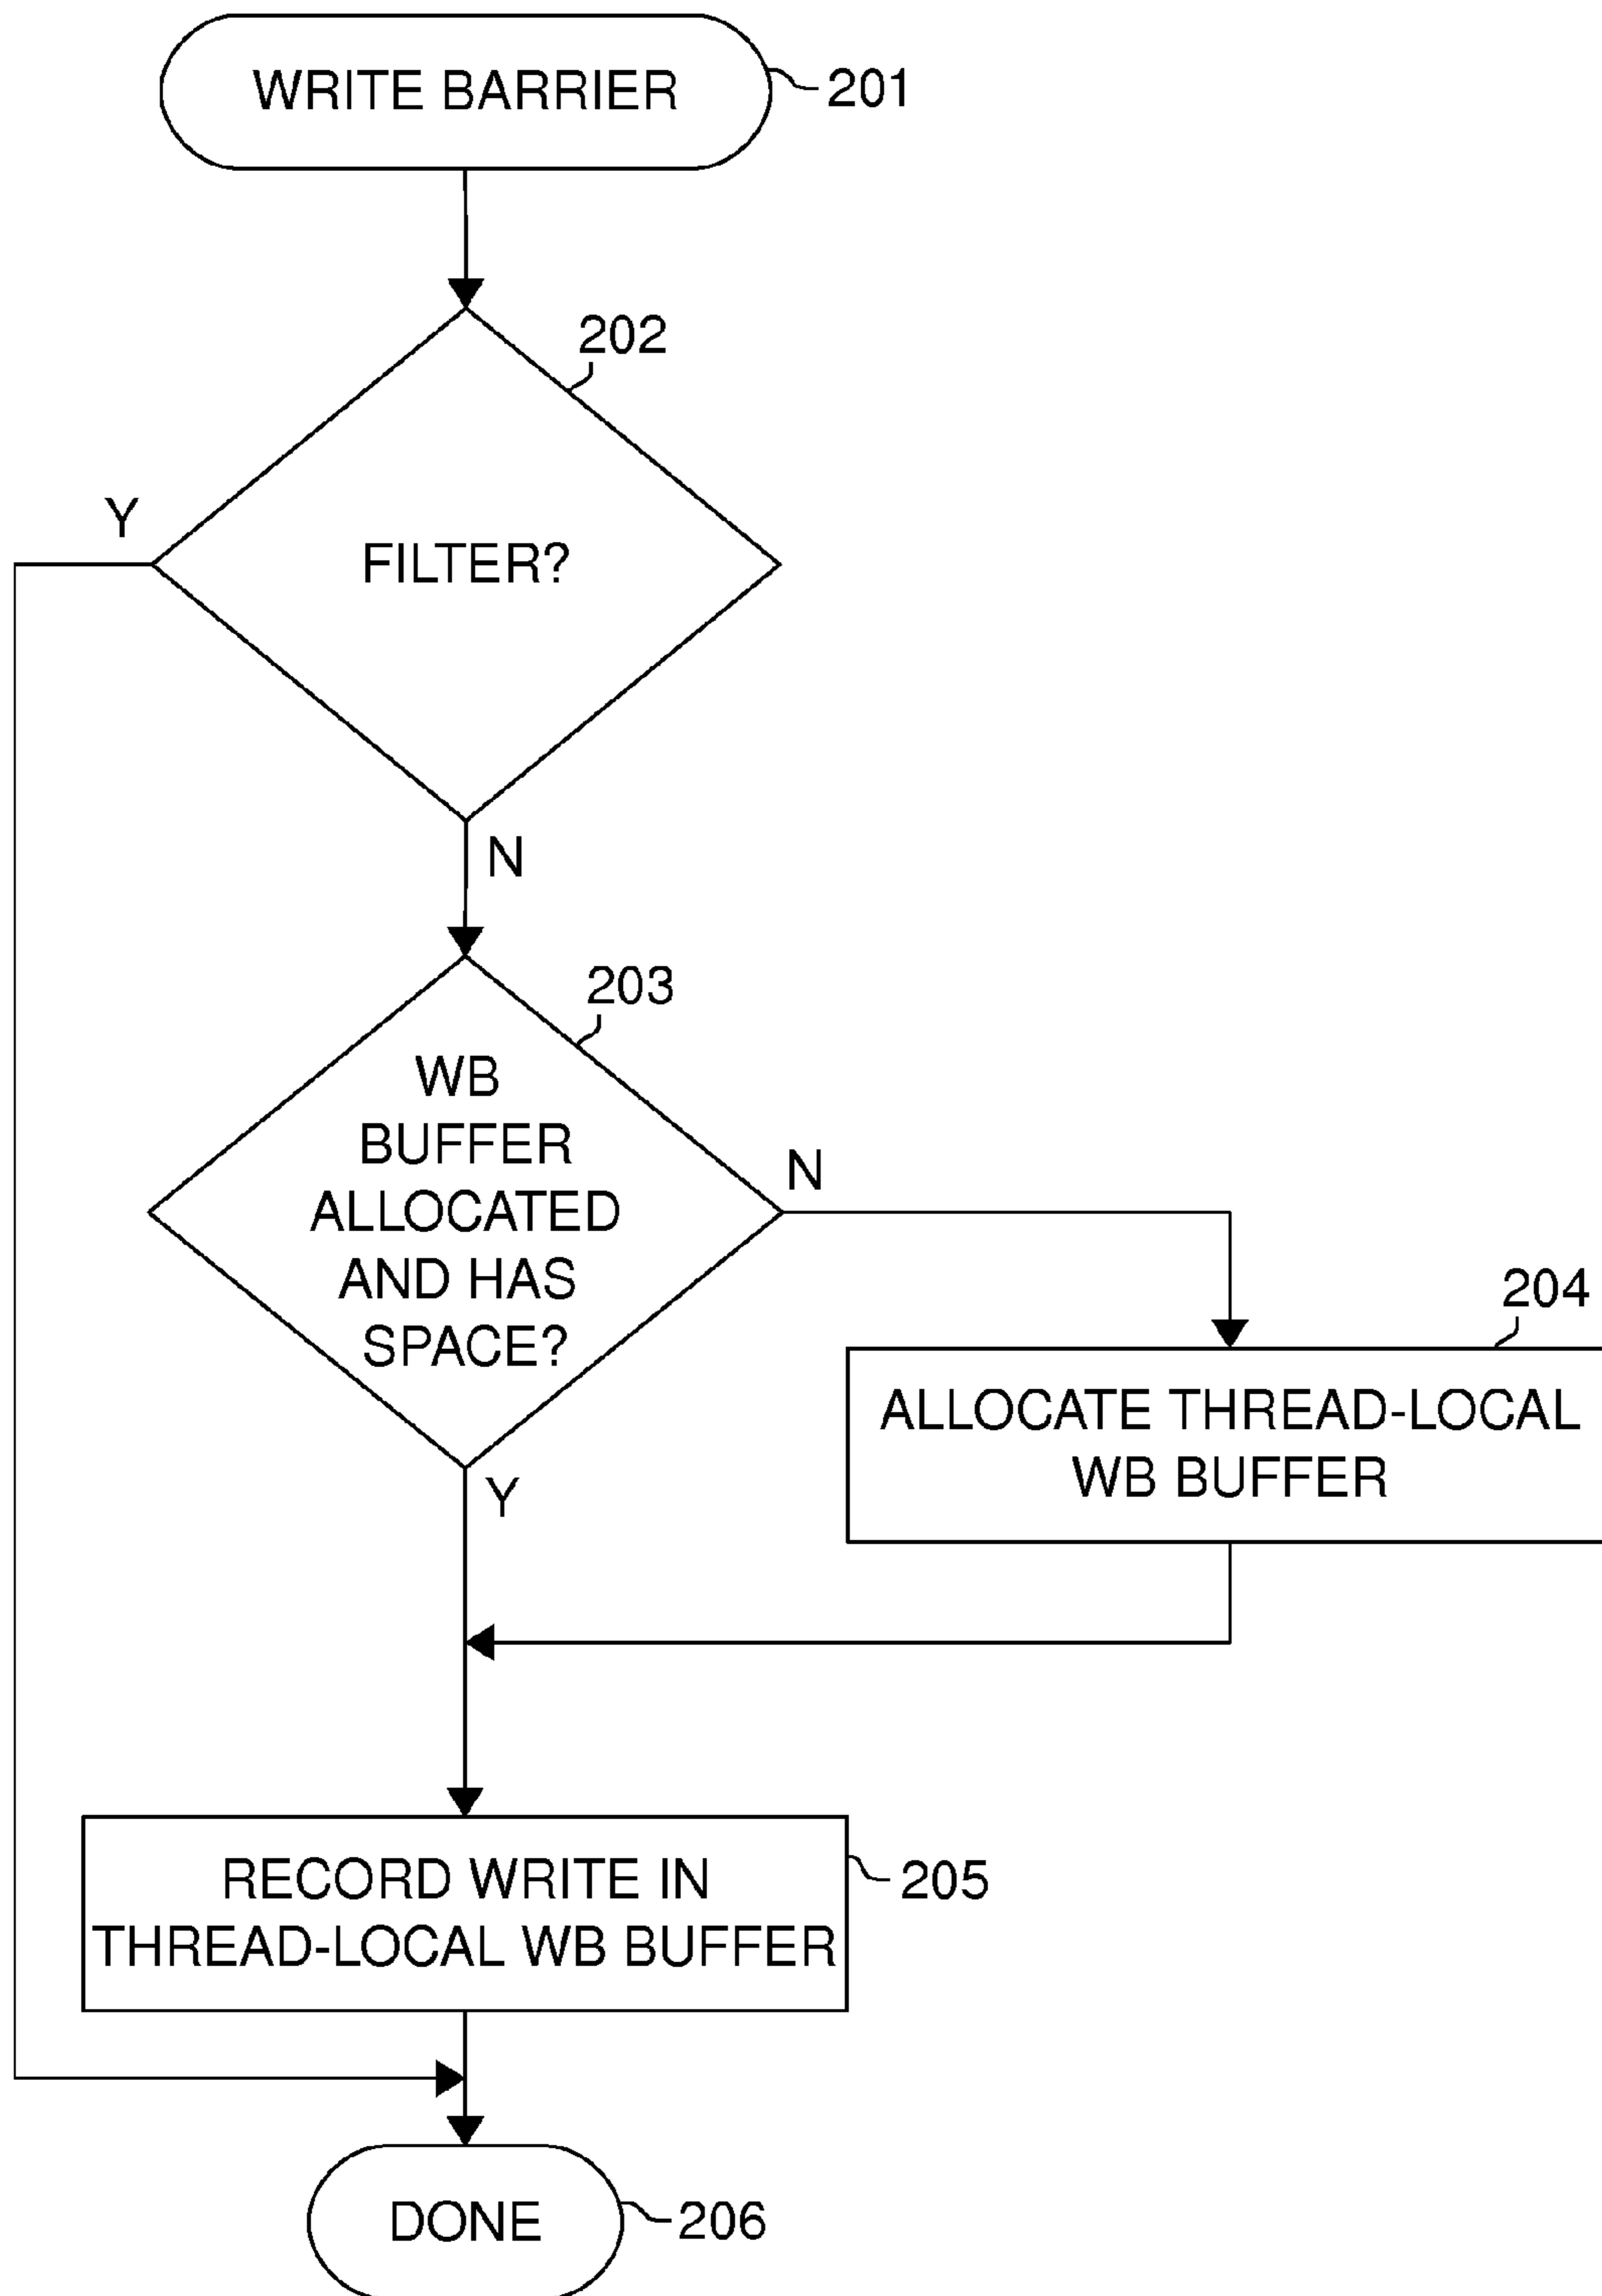 WRITE BARRIER
201
202
Y
FILTER?
N
203
WB
BUFFER
ALLOCATED
AND HAS
SPACE?
N
204
ALLOCATE THREAD-LOCAL
WB BUFFER
Y
RECORD WRITE IN
THREAD-LOCAL WB BUFFER
205
DONE
206